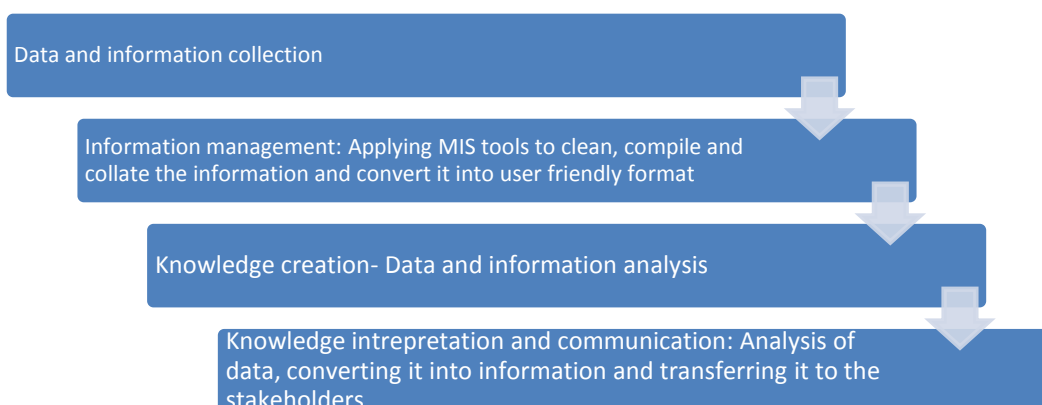 Data and information collection
Information management: Applying MIS tools to clean, compile and
collate the information and convert it into user friendly format
Knowledge creation- Data and information analysis
Knowledge intrepretation and communication: Analysis of
data, converting it into information and transferring it to the
stakeholders